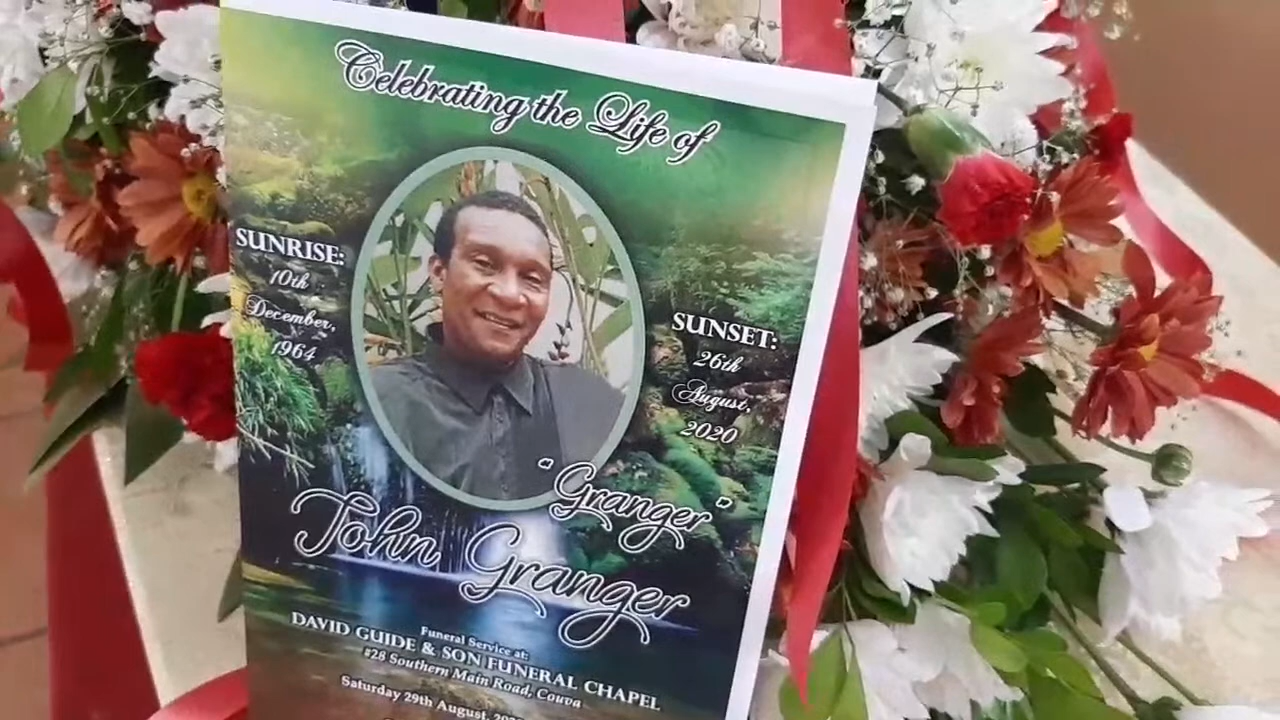 Celebrating the Life of
SUNRISE:
10th
December,
1964
SUNSET:
26th
August,
2020
"Granger"
John Granger
Funeral Service at:
DAVID GUIDE & SON FUNERAL CHAPEL
#28 Southern Main Road, Couva
Saturday 29th August,